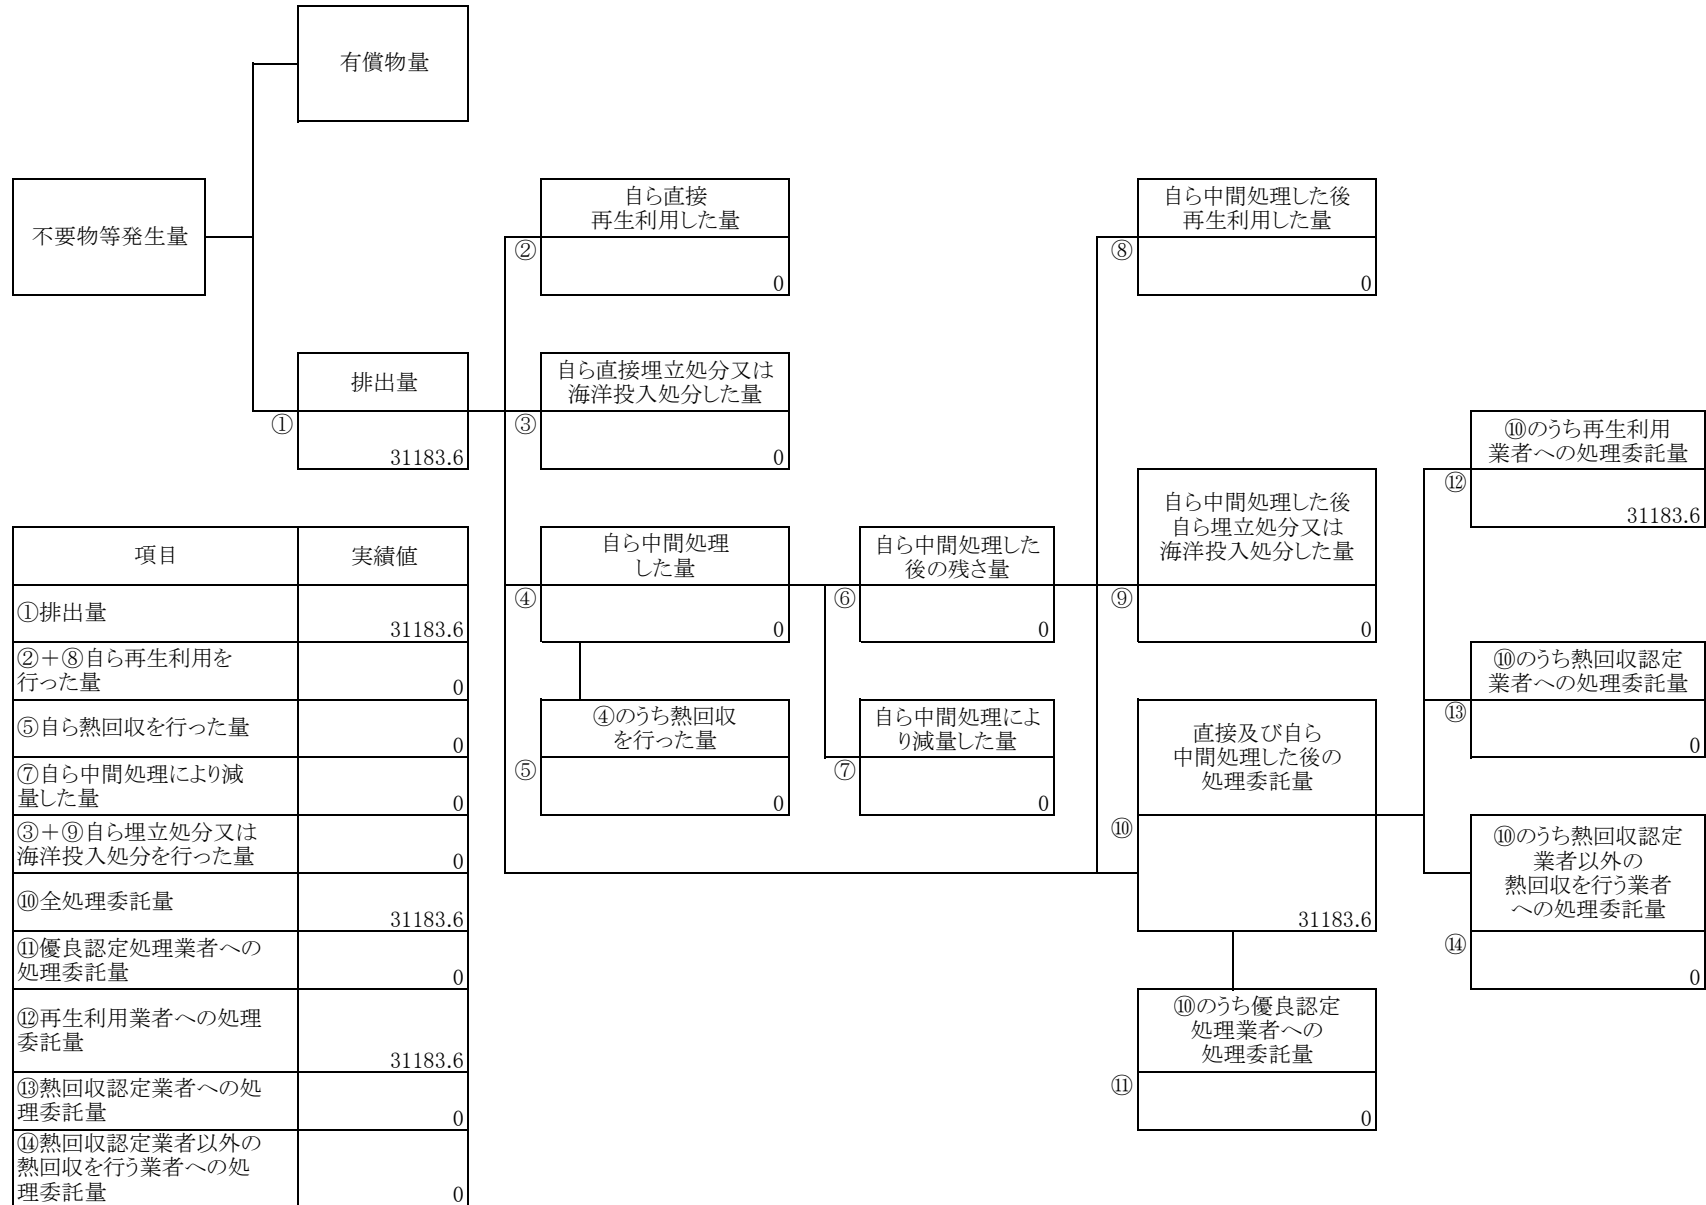 有償物量
不要物等発生量
自ら直接
再生利用した量
②
0
自ら中間処理した後
再生利用した量
⑧
0
排出量
①
31183.6
自ら直接埋立処分又は
海洋投入処分した量
③
0
⑩のうち再生利用
業者への処理委託量
⑫
31183.6
自ら中間処理
した量
④
0
自ら中間処理した
後の残さ量
⑥
0
自ら中間処理した後
自ら埋立処分又は
海洋投入処分した量
⑨
0
⑩のうち熱回収認定
業者への処理委託量
⑬
0
④のうち熱回収
を行った量
⑤
0
自ら中間処理によ
り減量した量
⑦
0
直接及び自ら
中間処理した後の
処理委託量
⑩
31183.6
⑩のうち熱回収認定
業者以外の
熱回収を行う業者
への処理委託量
⑭
0
⑩のうち優良認定
処理業者への
処理委託量
⑪
0
項目 実績値
①排出量
31183.6
②+⑧自ら再生利用を
行った量
0
⑤自ら熱回収を行った量
0
⑦自ら中間処理により減
量した量
0
③+⑨自ら埋立処分又は
海洋投入処分を行った量
0
⑩全処理委託量
31183.6
⑪優良認定処理業者への
処理委託量
0
⑫再生利用業者への処理
委託量
31183.6
⑬熱回収認定業者への処
理委託量
0
⑭熱回収認定業者以外の
熱回収を行う業者への処
理委託量
0